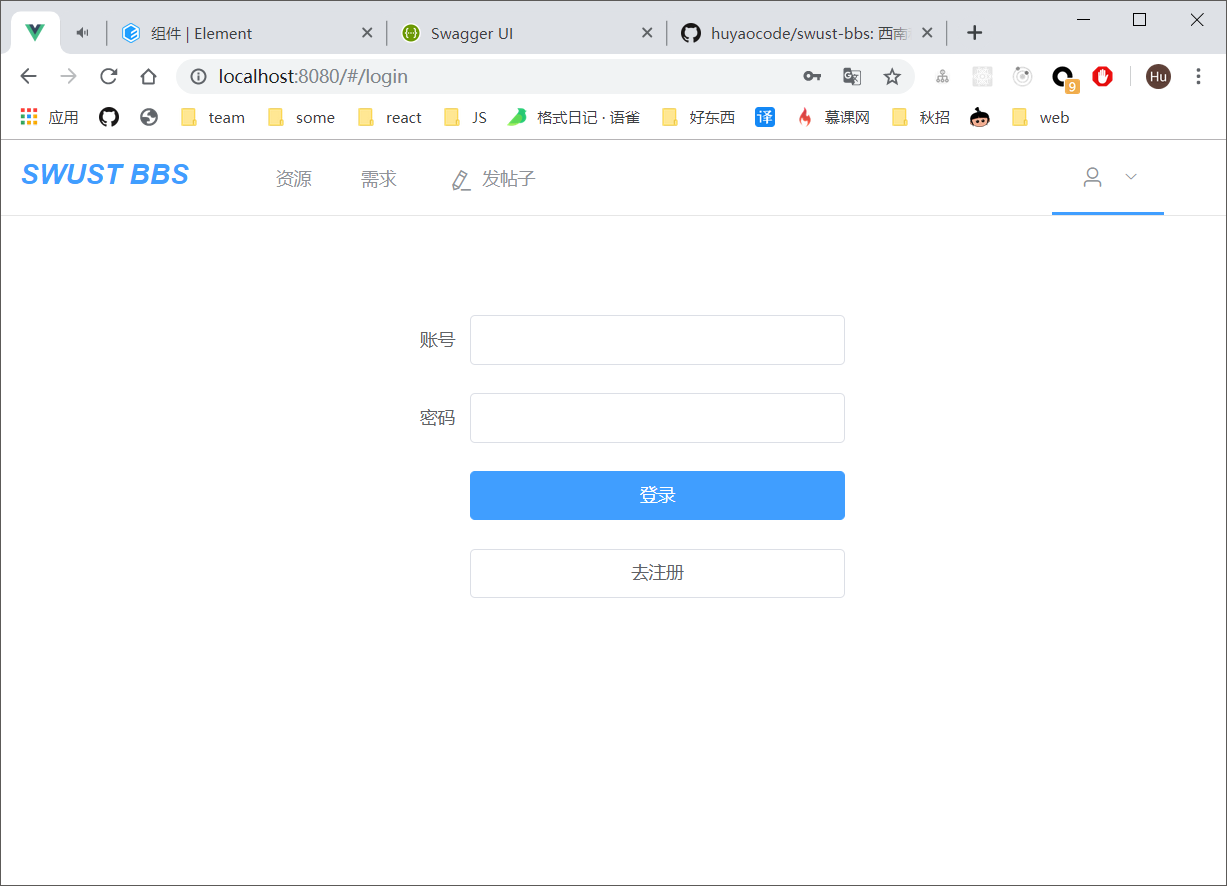 组件 | Element
Swagger UI
huyaocode/swust-bbs: 西南
localhost:8080/#/login
Hu
9
应用 team some react JS 格式日记 · 语雀 好东西 译 慕课网 秋招 web
SWUST BBS 资源 需求 发帖子
账号
密码
登录
去注册